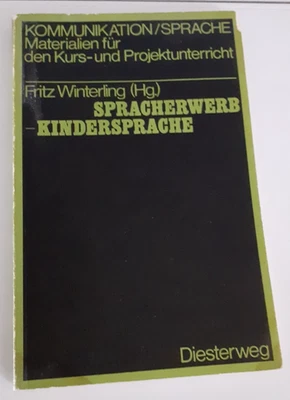 KOMMUNIKATION/SPRACHE
Materialien für
den Kurs- und Projektunterricht
Fritz Winterling (Hg.)
SPRACHERWERB
-KINDERSPRACHE
Diesterweg